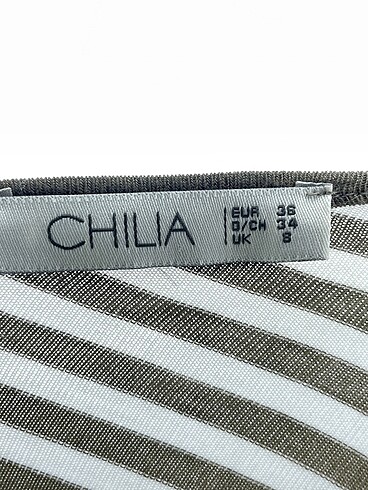 CHILIA
EUR 36
D/CH 34
UK 8